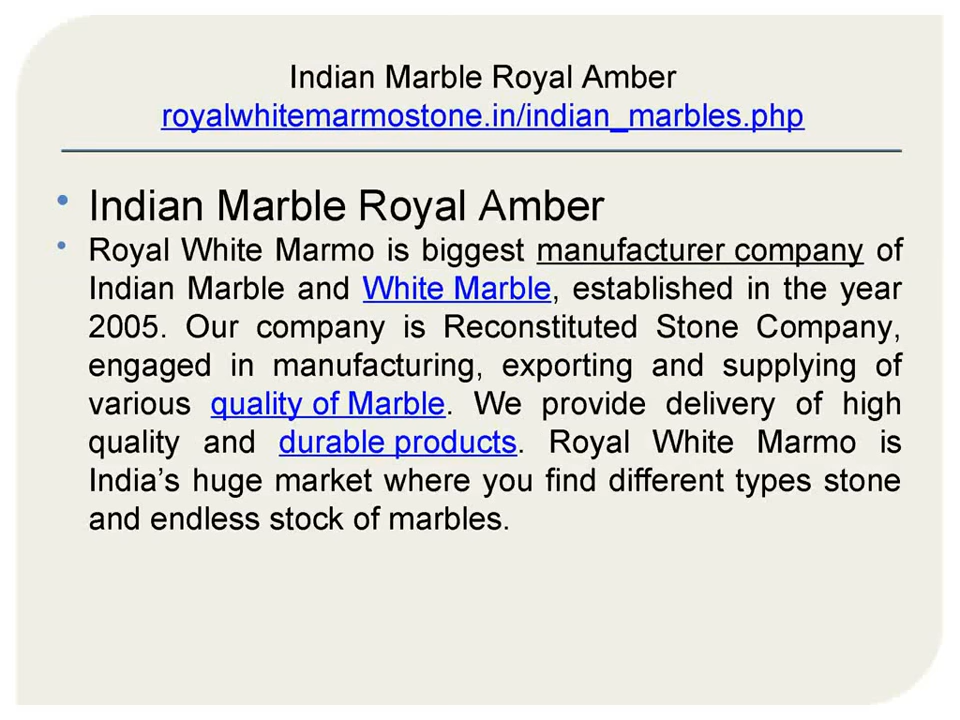 Indian Marble Royal Amber
royalwhitemarmostone.in/indian_marbles.php
• Indian Marble Royal Amber
• Royal White Marmo is biggest manufacturer company of
Indian Marble and White Marble, established in the year
2005. Our company is Reconstituted Stone Company,
engaged in manufacturing, exporting and supplying of
various quality of Marble. We provide delivery of high
quality and durable products. Royal White Marmo is
India’s huge market where you find different types stone
and endless stock of marbles.